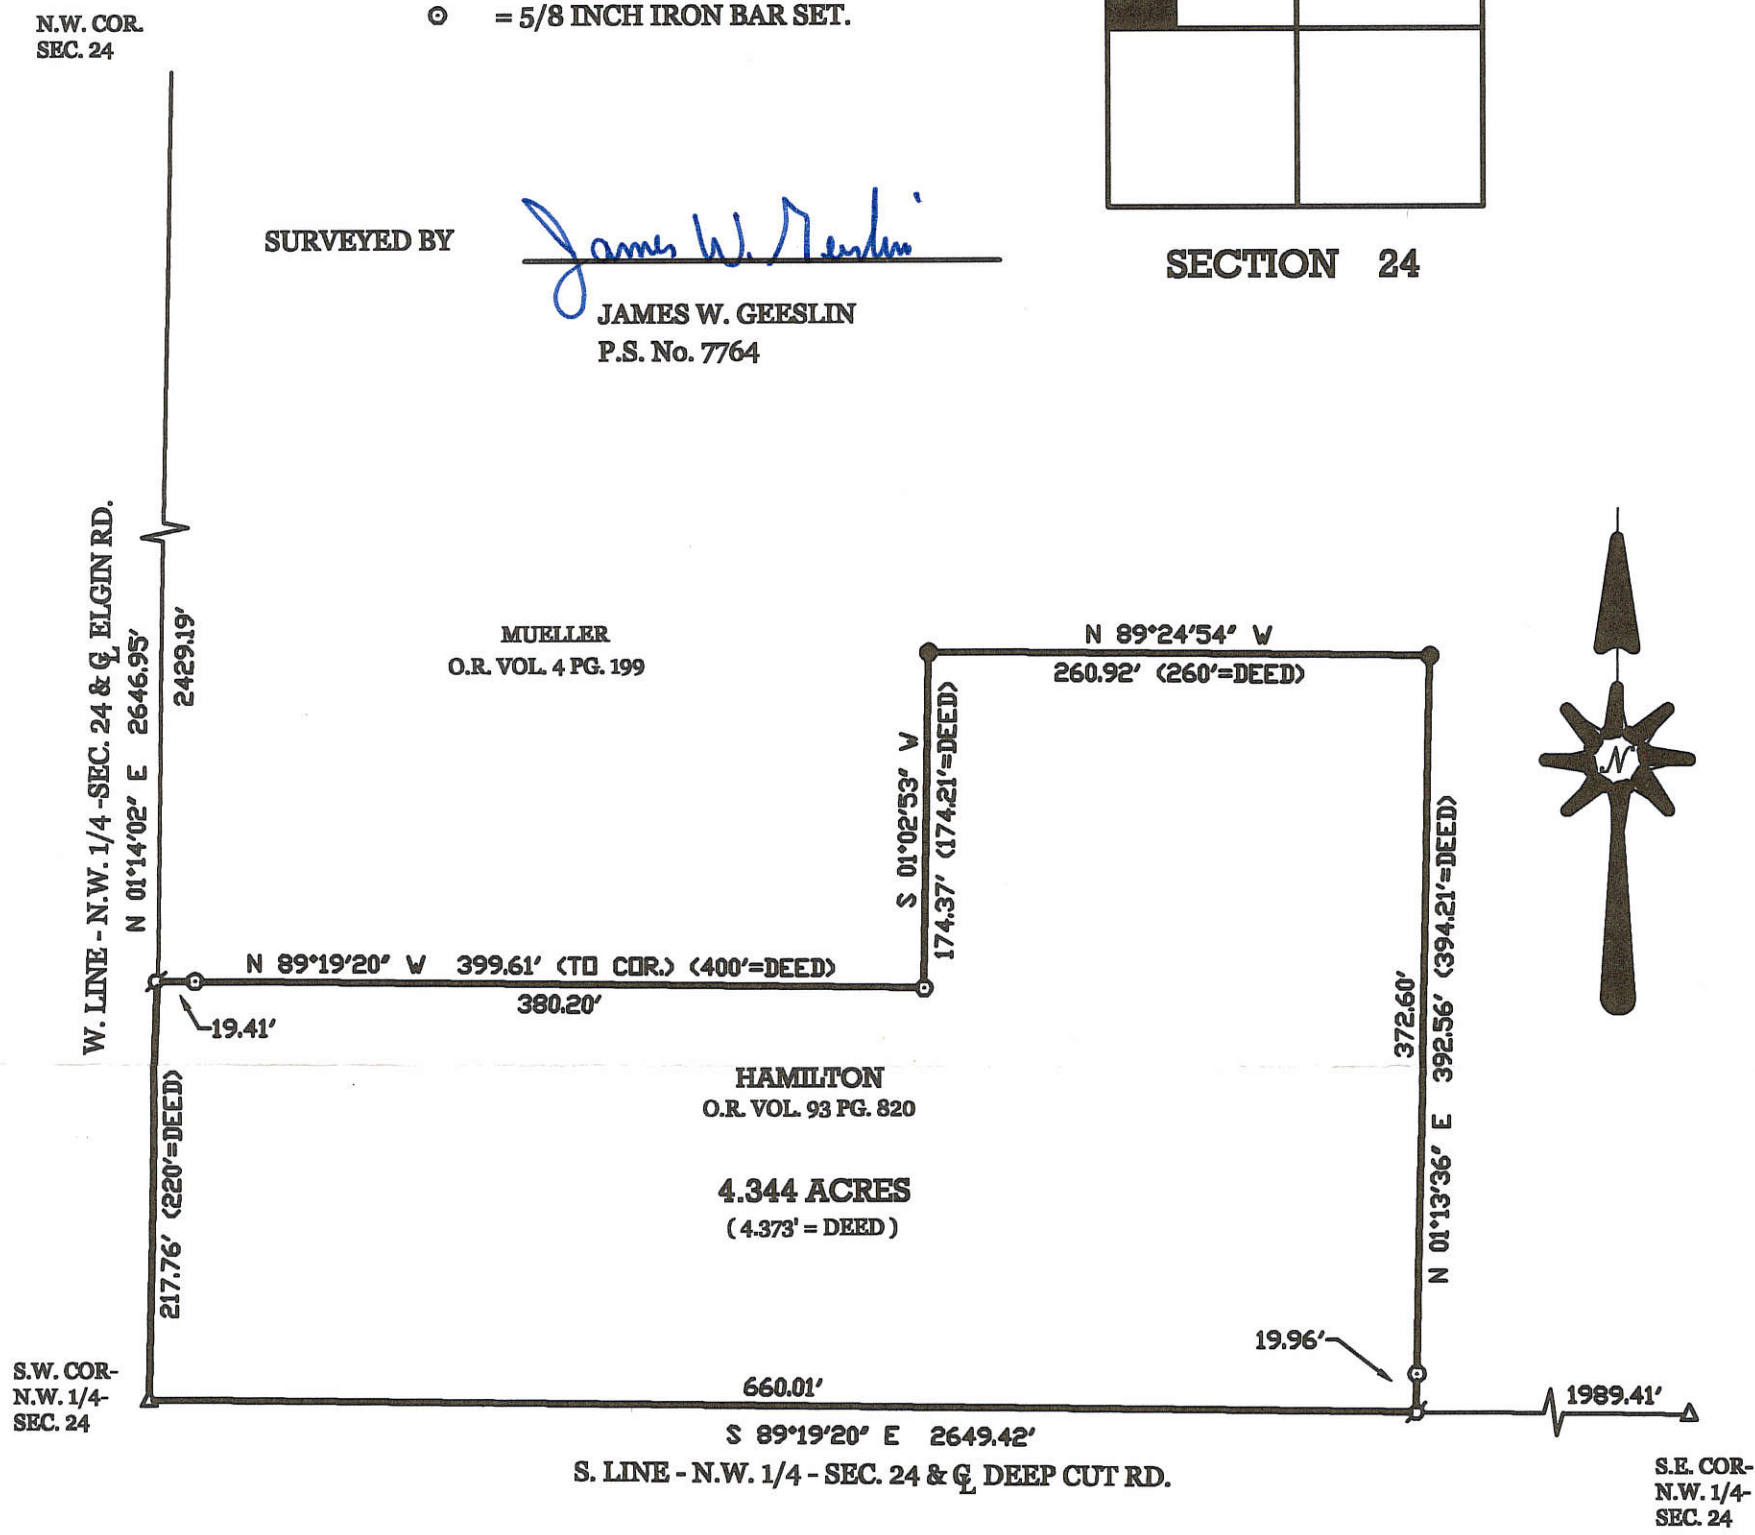 N.W. COR.
SEC. 24
= 5/8 INCH IRON BAR SET.
SURVEYED BY
James W. Geeslin
JAMES W. GEESLIN
P.S. No. 7764
SECTION 24
W. LINE - N.W. 1/4 -SEC. 24 & ℄ ELGIN RD.
N 01°14'02" E 2646.95'
2429.19'
MUELLER
O.R. VOL. 4 PG. 199
N 89°24'54" W
260.92' (260'=DEED)
S 01°02'53" W
174.37' (174.21'=DEED)
N
N 89°19'20" W 399.61' (TO COR.) (400'=DEED)
380.20'
19.41'
372.60'
N 01°13'36" E 392.56' (394.21'=DEED)
HAMILTON
O.R. VOL. 93 PG. 820
217.76' (220'=DEED)
4.344 ACRES
( 4.373' = DEED )
19.96'
S.W. COR-
N.W. 1/4-
SEC. 24
660.01'
1989.41'
S 89°19'20" E 2649.42'
S. LINE - N.W. 1/4 - SEC. 24 & ℄ DEEP CUT RD.
S.E. COR-
N.W. 1/4-
SEC. 24